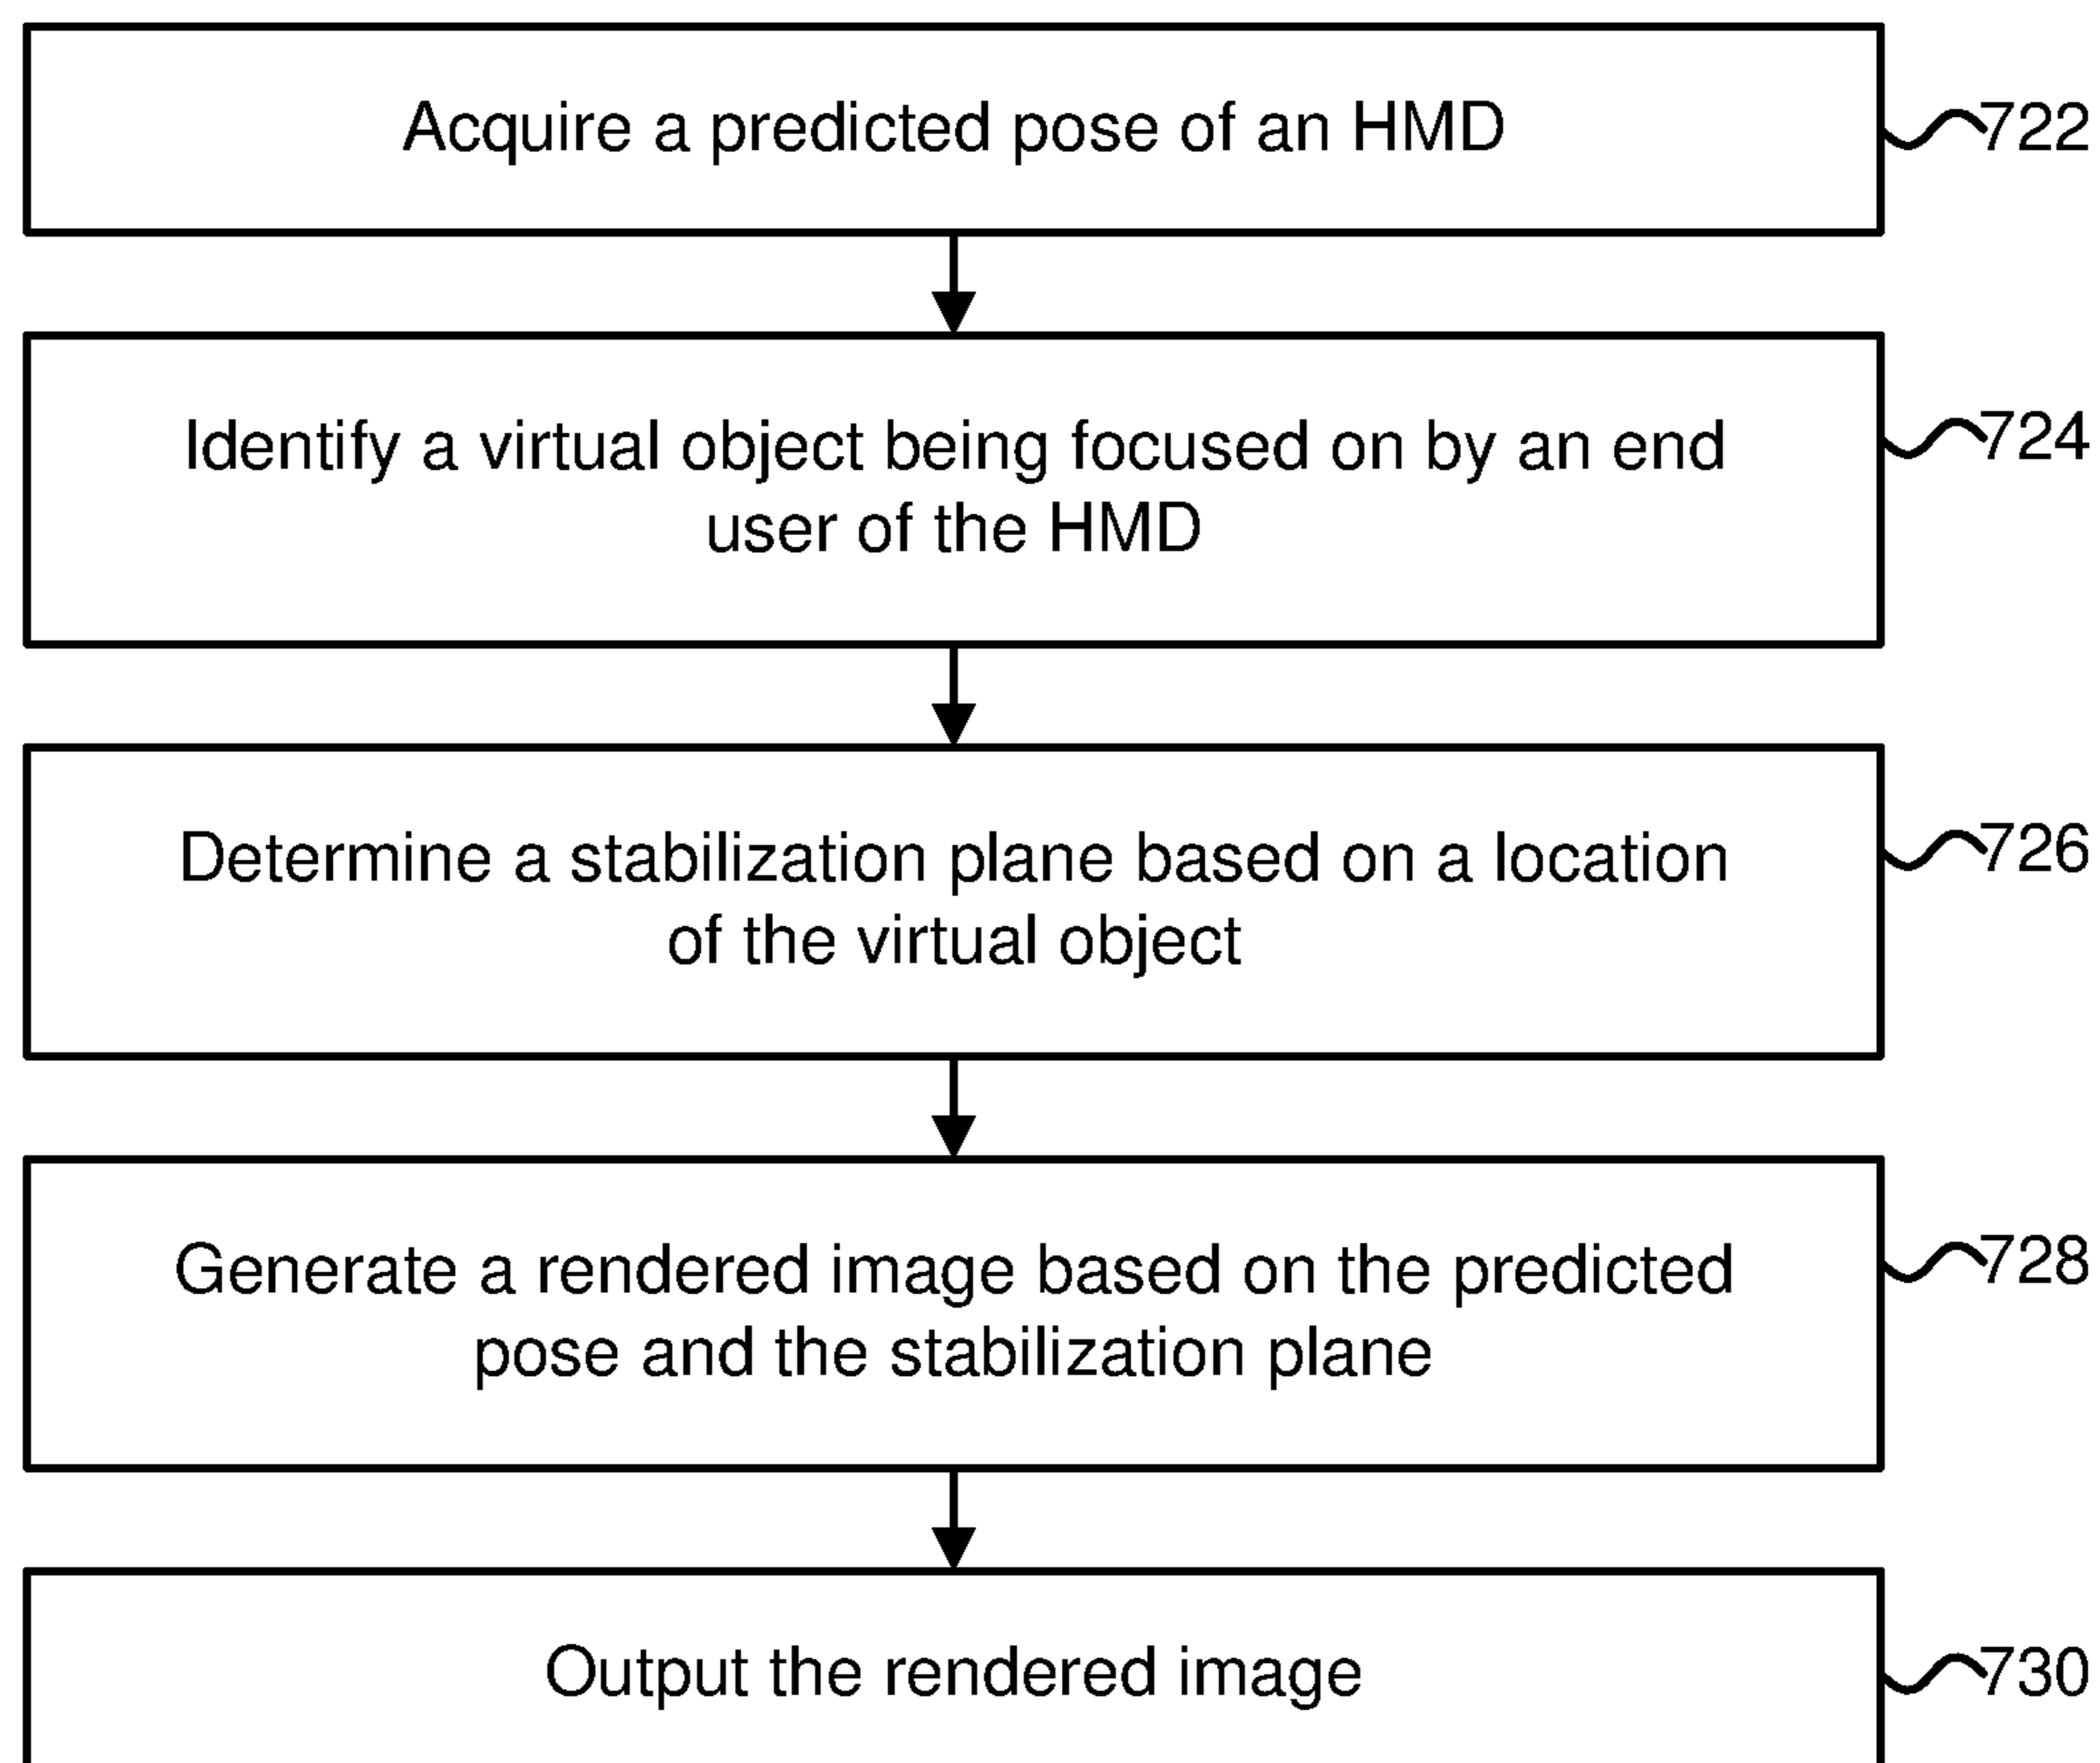 Acquire a predicted pose of an HMD
722
Identify a virtual object being focused on by an end
user of the HMD
724
Determine a stabilization plane based on a location
of the virtual object
726
Generate a rendered image based on the predicted
pose and the stabilization plane
728
Output the rendered image
730